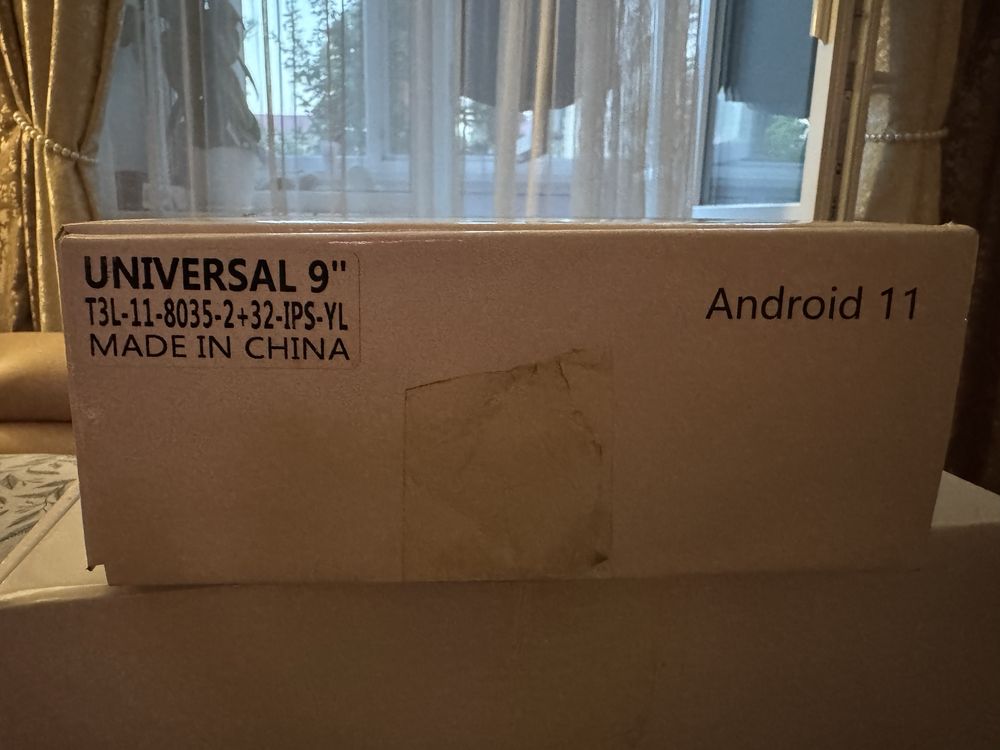 UNIVERSAL 9"
T3L-11-8035-2+32-IPS-YL
MADE IN CHINA
Android 11